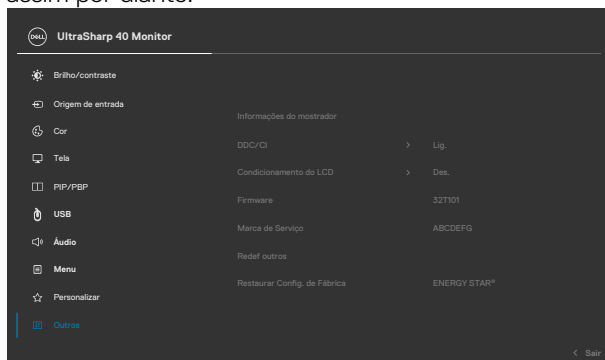 assim por diante.
DELL UltraSharp 40 Monitor
Brilho/contraste
Origem de entrada
Cor
Tela
PIP/PBP
USB
Áudio
Menu
Personalizar
Outros
Informações do mostrador
DDC/CI > Lig.
Condicionamento do LCD > Des.
Firmware 32T101
Marca de Serviço ABCDEFG
Redef outros
Restaurar Config. de Fábrica ENERGY STAR®
< Sair